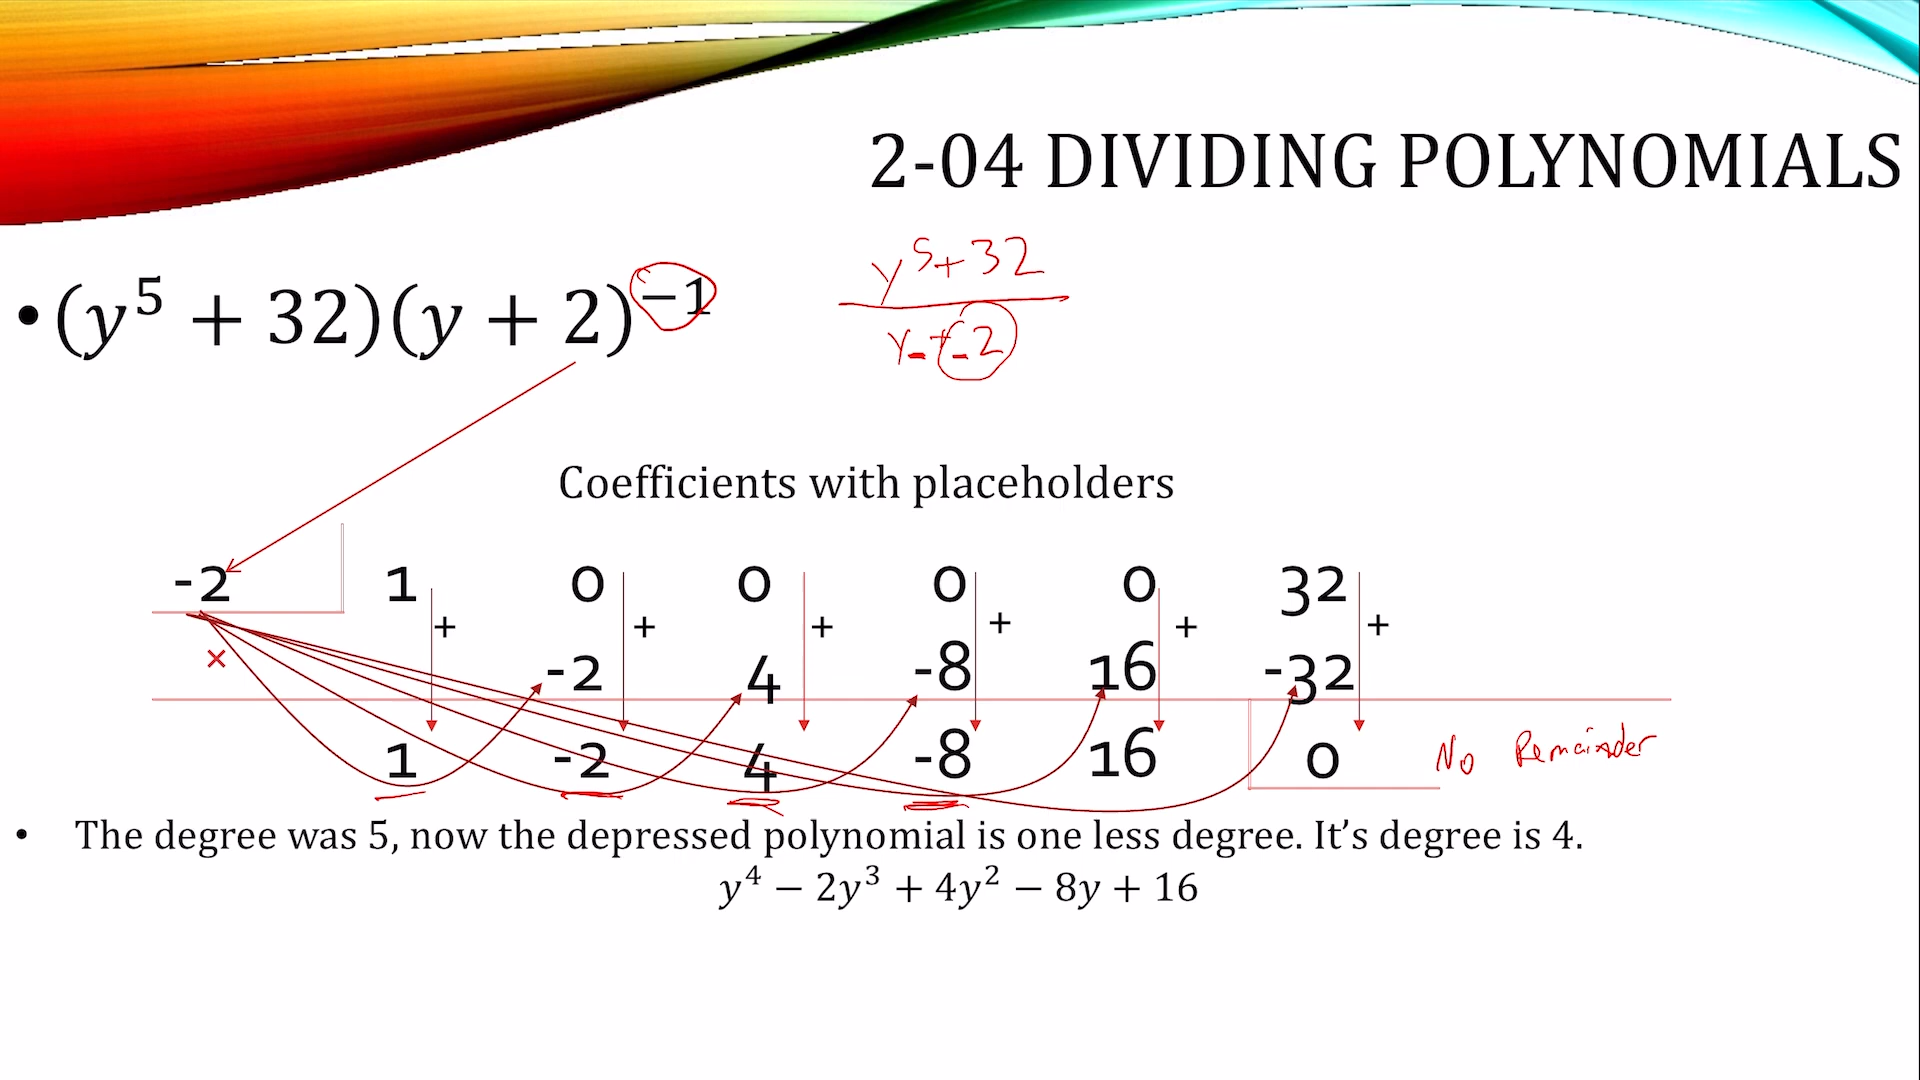 2-04 DIVIDING POLYNOMIALS
• (y⁵ + 32)(y + 2)⁻¹
y⁵+32
y-+-2
Coefficients with placeholders
-2 1 0 0 0 0 32
+ + + + + +
× -2 4 -8 16 -32
1 -2 4 -8 16 0 No Remainder
• The degree was 5, now the depressed polynomial is one less degree. It’s degree is 4.
y⁴ − 2y³ + 4y² − 8y + 16